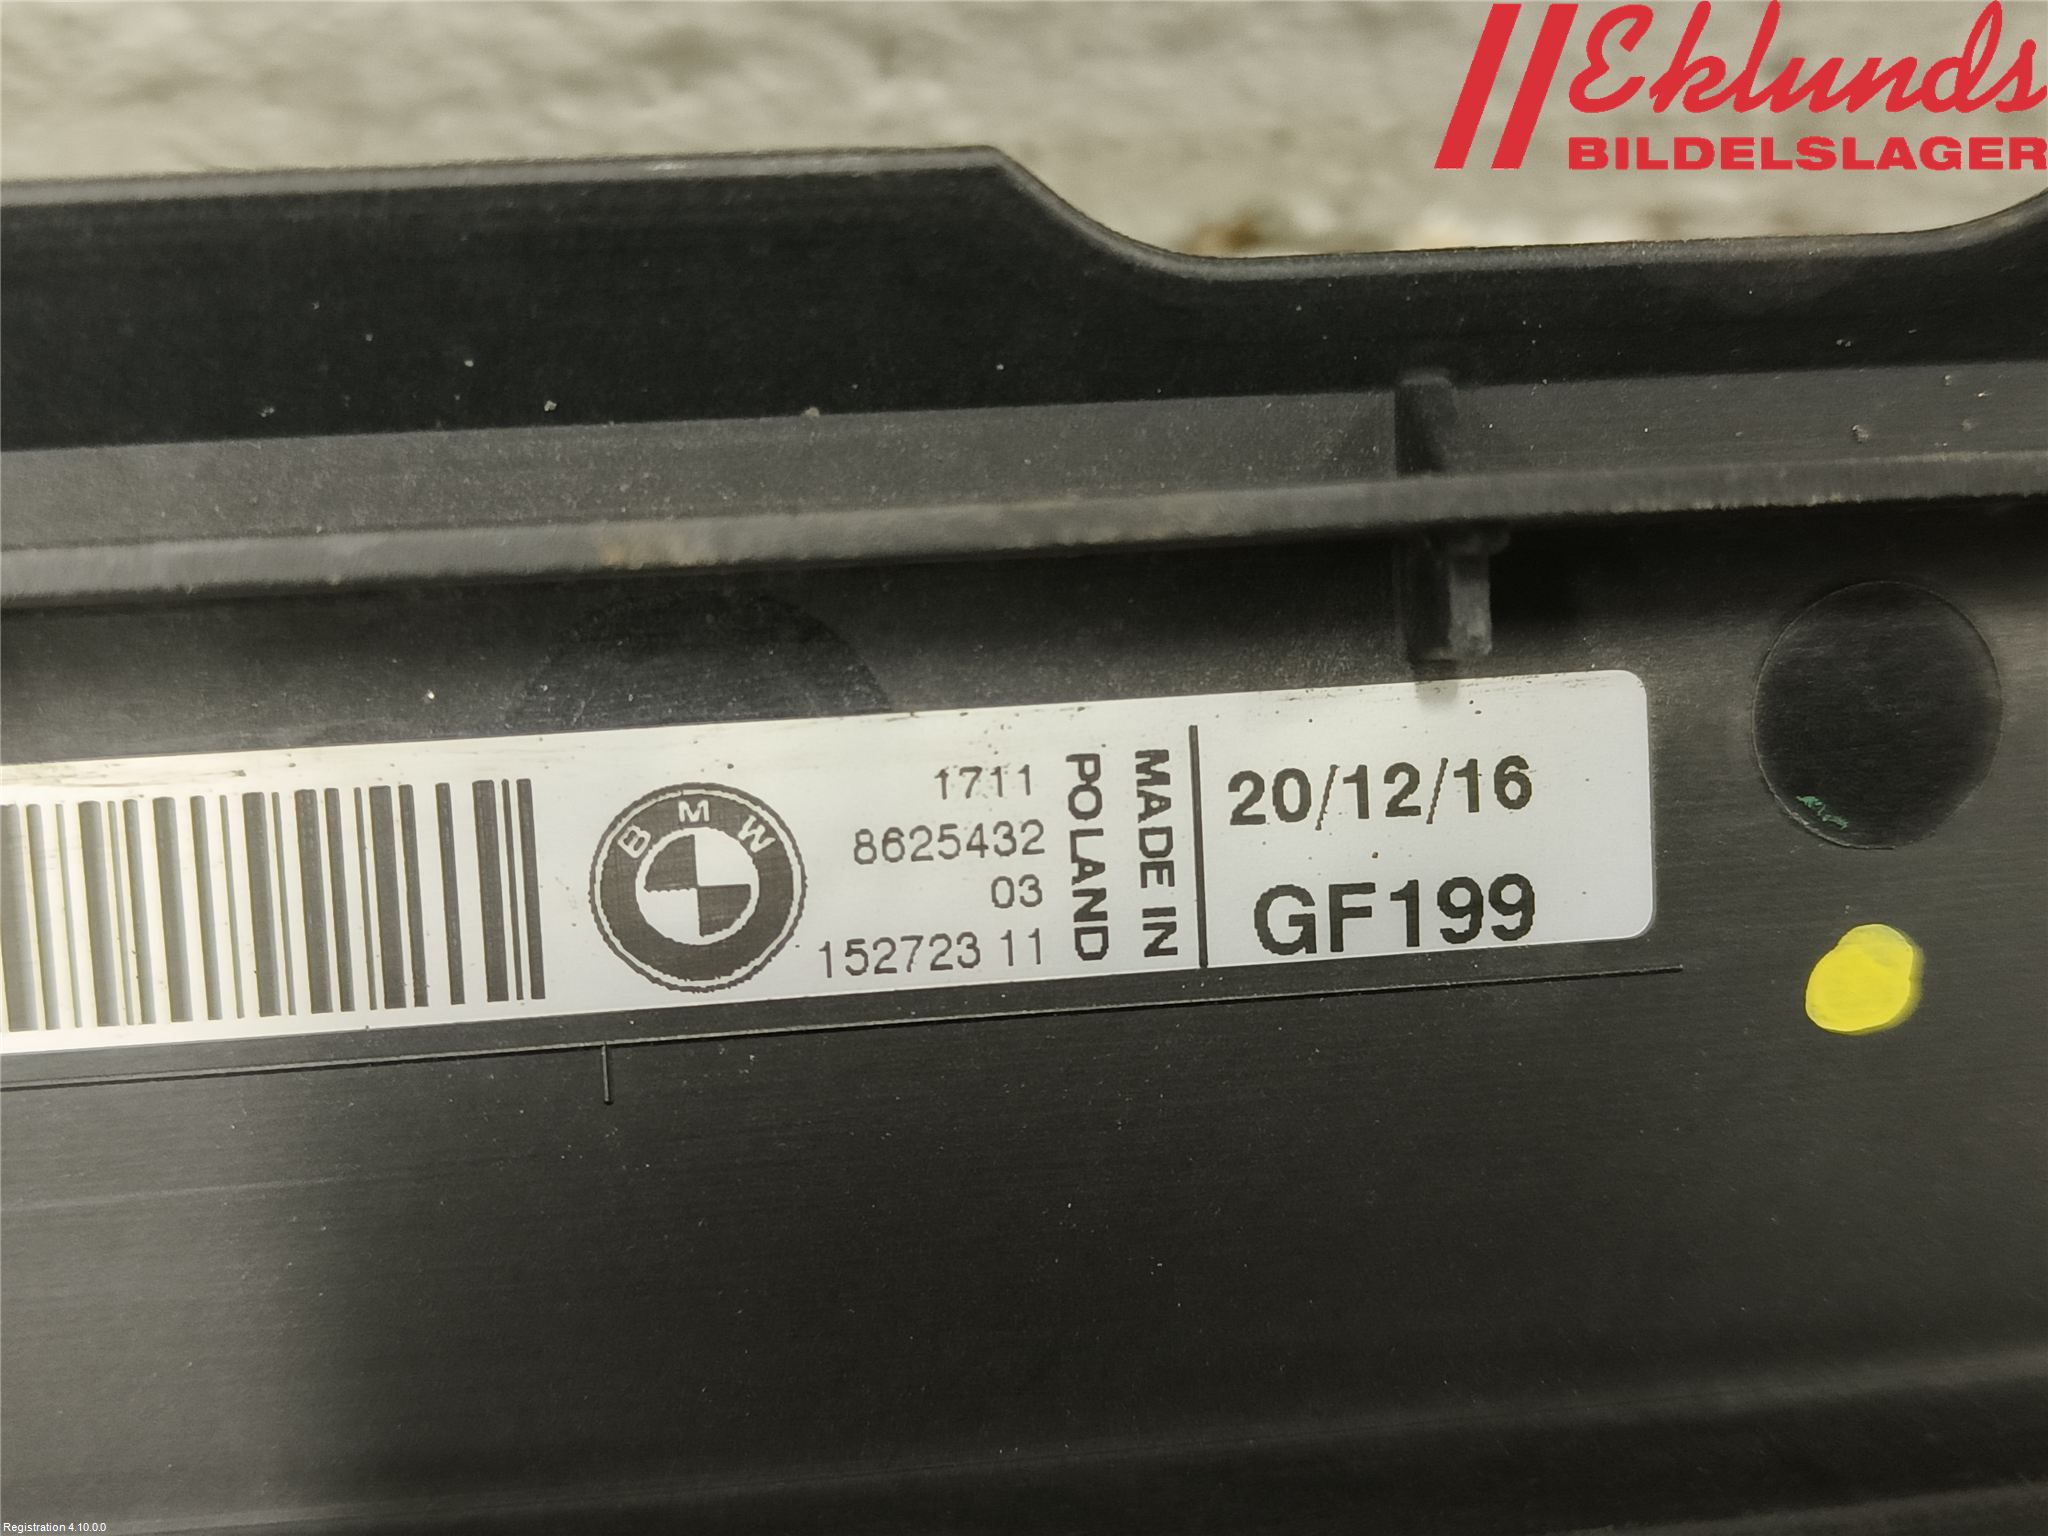 Eklunds
BILDELSLAGER
BMW
1711
8625432
03
152723 11
MADE IN
POLAND
20/12/16
GF199
Registration 4.10.0.0